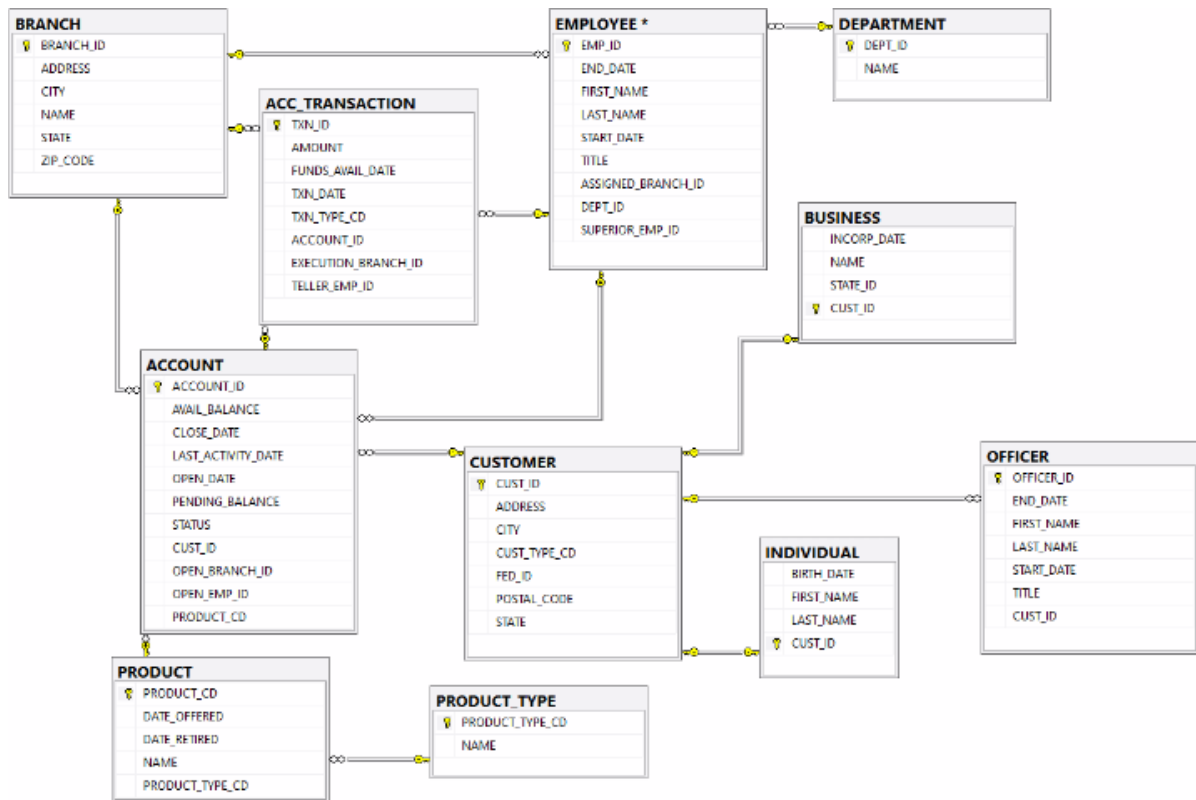 BRANCH
BRANCH_ID
ADDRESS
CITY
NAME
STATE
ZIP_CODE
EMPLOYEE *
EMP_ID
END_DATE
FIRST_NAME
LAST_NAME
START_DATE
TITLE
ASSIGNED_BRANCH_ID
DEPT_ID
SUPERIOR_EMP_ID
DEPARTMENT
DEPT_ID
NAME
ACC_TRANSACTION
TXN_ID
AMOUNT
FUNDS_AVAIL_DATE
TXN_DATE
TXN_TYPE_CD
ACCOUNT_ID
EXECUTION_BRANCH_ID
TELLER_EMP_ID
BUSINESS
INCORP_DATE
NAME
STATE_ID
CUST_ID
ACCOUNT
ACCOUNT_ID
AVAIL_BALANCE
CLOSE_DATE
LAST_ACTIVITY_DATE
OPEN_DATE
PENDING_BALANCE
STATUS
CUST_ID
OPEN_BRANCH_ID
OPEN_EMP_ID
PRODUCT_CD
CUSTOMER
CUST_ID
ADDRESS
CITY
CUST_TYPE_CD
FED_ID
POSTAL_CODE
STATE
OFFICER
OFFICER_ID
END_DATE
FIRST_NAME
LAST_NAME
START_DATE
TITLE
CUST_ID
INDIVIDUAL
BIRTH_DATE
FIRST_NAME
LAST_NAME
CUST_ID
PRODUCT
PRODUCT_CD
DATE_OFFERED
DATE_RETIRED
NAME
PRODUCT_TYPE_CD
PRODUCT_TYPE
PRODUCT_TYPE_CD
NAME